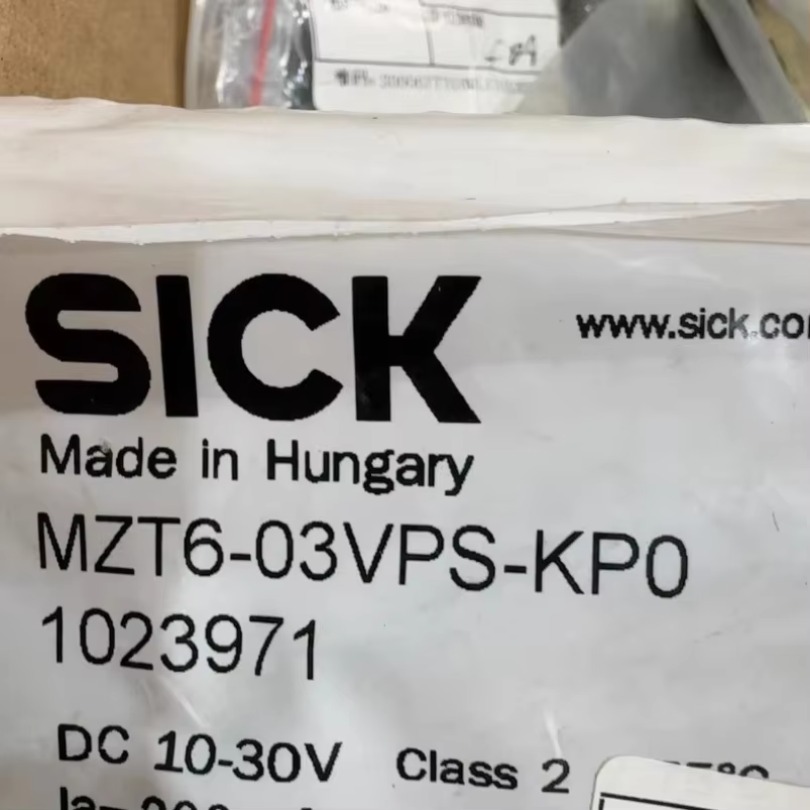 SICK
www.sick.co
Made in Hungary
MZT6-03VPS-KP0
1023971
DC 10-30V Class 2